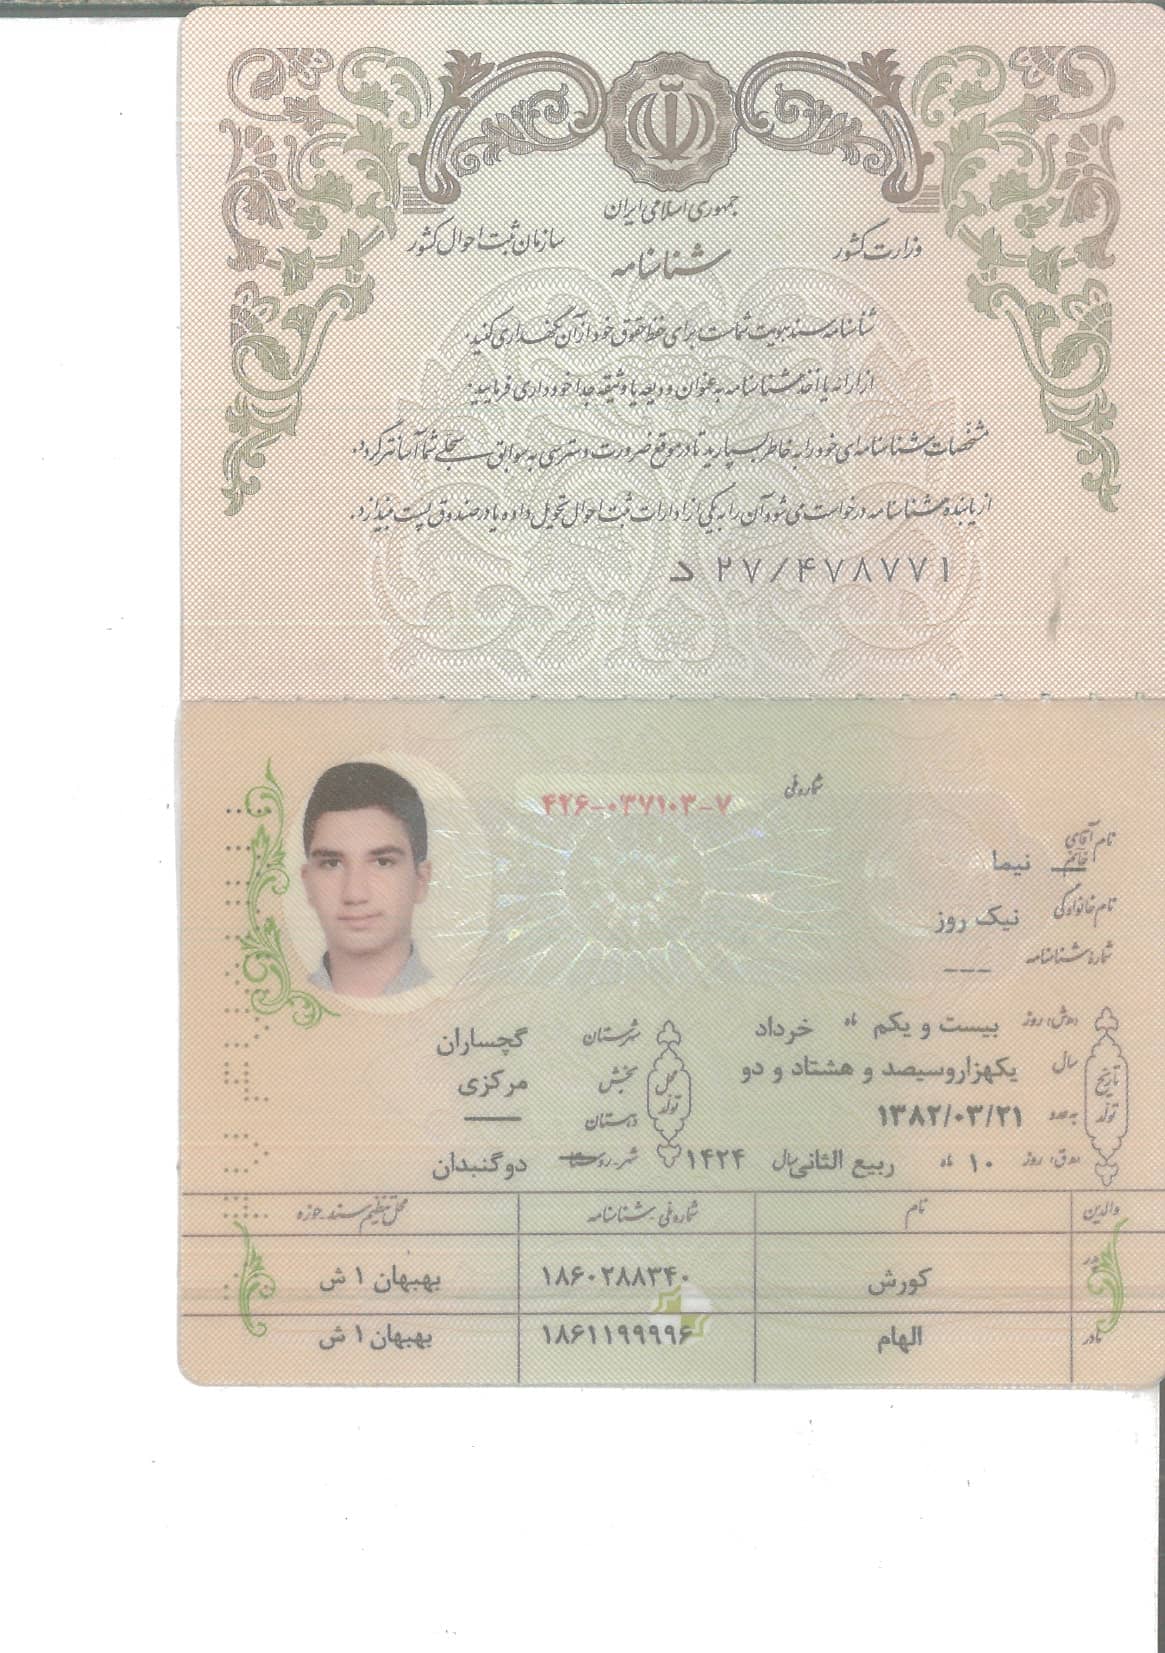 جمهوری اسلامی ایران
وزارت کشور
سازمان ثبت احوال کشور
شناسنامه
شناسنامه سند هویت شماست برای حفظ حقوق خود از آن نگهداری کنید.
از ارائه یا اخذ شناسنامه به عنوان ودیعه یا وثیقه جداً خودداری فرمایید.
مشخصات شناسنامه‌ای خود را به خاطر بسپارید تا در موقع ضرورت دسترسی به سوابق سجلی شما آسانتر گردد.
از یابنده شناسنامه درخواست می‌شود آن را به یکی از ادارات ثبت احوال تحویل داده یا در صندوق پست بیندازد.
د ۲۷/۴۷۸۷۷۱
شماره ملی
۴۲۶-۰۳۷۱۰۳-۷
نام آقای خانم نیما
نام خانوادگی نیک روز
شماره شناسنامه ---
تاریخ تولد
(ش) روز بیست و یکم ماه خرداد
سال یکهزاروسیصد و هشتاد و دو
به عدد ۱۳۸۲/۰۳/۲۱
(ق) روز ۱۰ ماه ربیع الثانی سال ۱۴۲۴
محل تولد
شهرستان گچساران
بخش مرکزی
دهستان ——
شهر-روستا دوگنبدان
والدین نام شماره ملی-شناسنامه محل تنظیم سند-حوزه
پدر کورش ۱۸۶۰۲۸۸۳۴۰ بهبهان ۱ ش
مادر الهام ۱۸۶۱۱۹۹۹۹۶ بهبهان ۱ ش